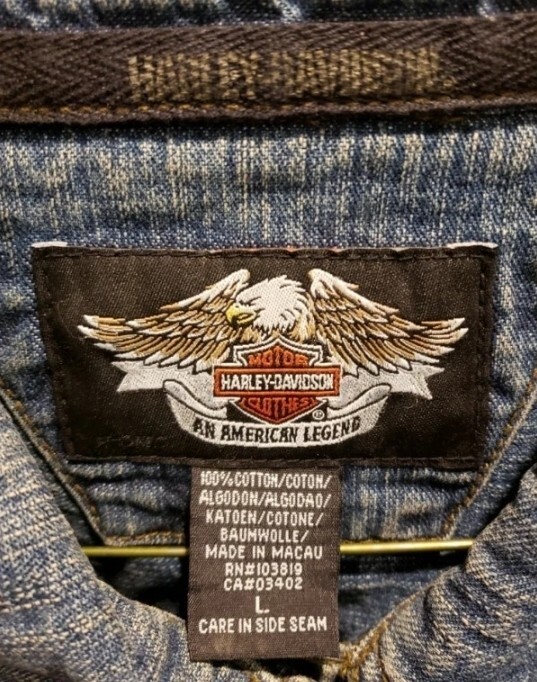 HARLEY-DAVIDSON
MOTOR
HARLEY-DAVIDSON
CLOTHES
®
AN AMERICAN LEGEND
100%COTTON/COTON/
ALGODON/ALGODAO/
KATOEN/COTONE/
BAUMWOLLE/
MADE IN MACAU
RN#103819
CA#03402
L
CARE IN SIDE SEAM